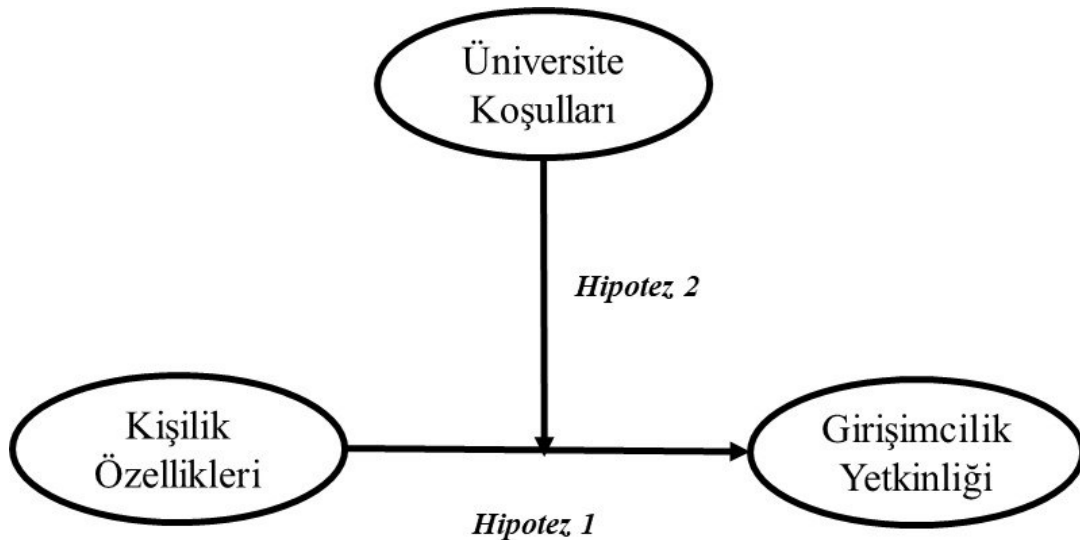 Üniversite
Koşulları
Hipotez 2
Kişilik
Özellikleri
Girişimcilik
Yetkinliği
Hipotez 1